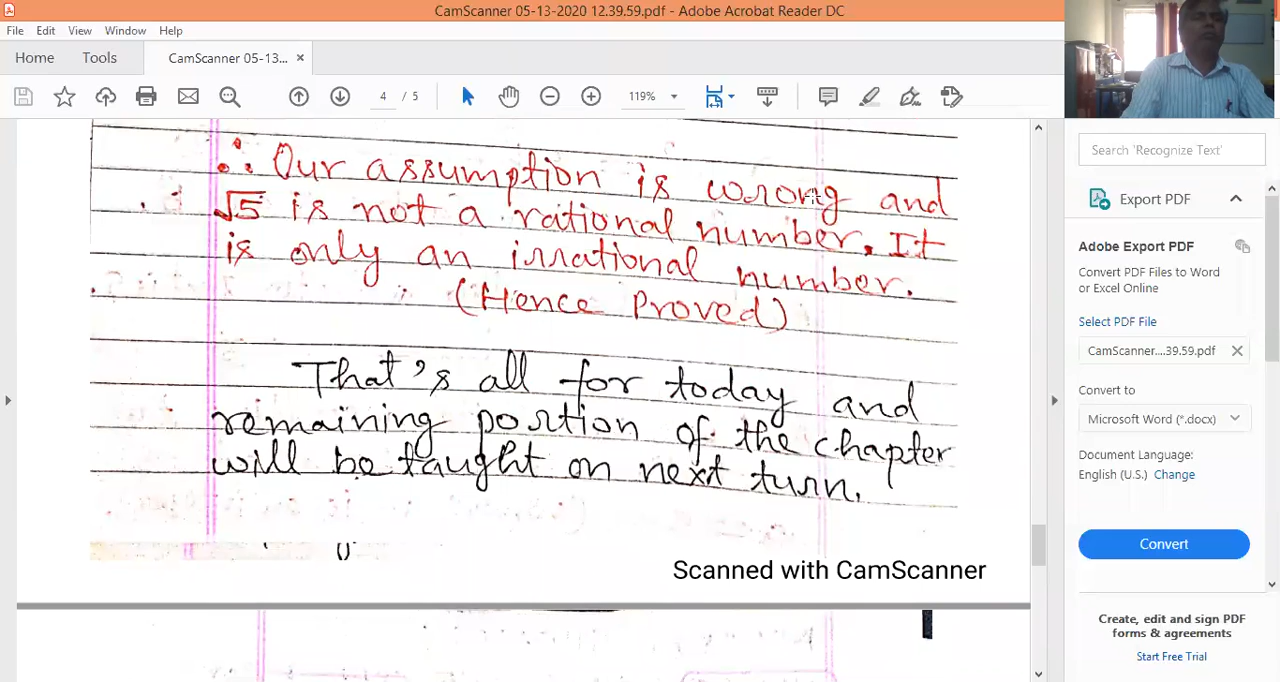 CamScanner 05-13-2020 12.39.59.pdf - Adobe Acrobat Reader DC
File Edit View Window Help
Home Tools CamScanner 05-13... ×
4 / 5 119%
∴ Our assumption is wrong and
√5 is not a rational number. It
is only an irrational number.
(Hence Proved)
That's all for today and
remaining portion of the chapter
will be taught on next turn.
Scanned with CamScanner
Search 'Recognize Text'
Export PDF
Adobe Export PDF
Convert PDF Files to Word
or Excel Online
Select PDF File
CamScanner....39.59.pdf ×
Convert to
Microsoft Word (*.docx)
Document Language:
English (U.S.) Change
Convert
Create, edit and sign PDF
forms & agreements
Start Free Trial